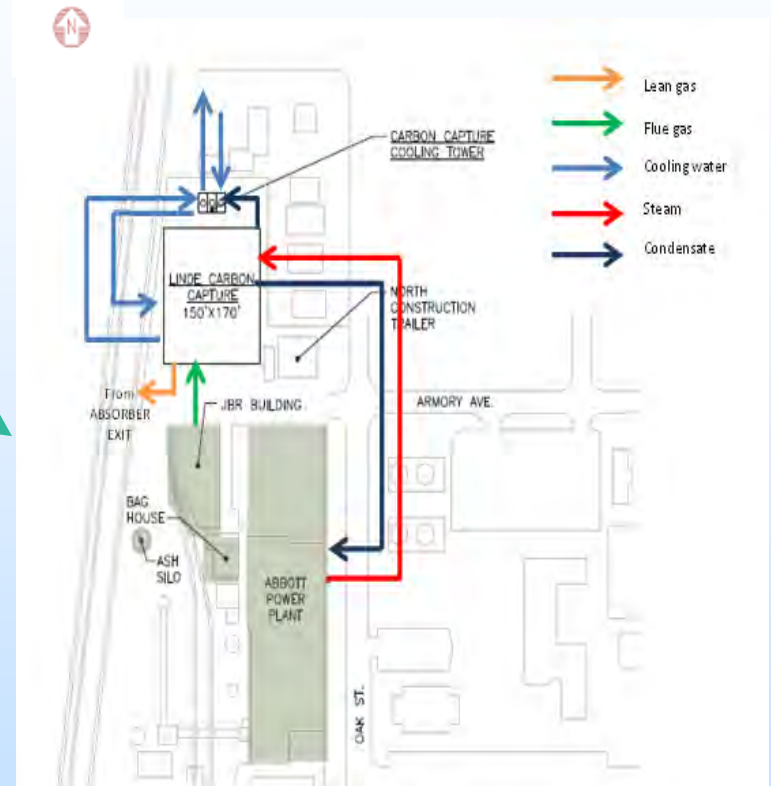 N
Lean gas
Flue gas
Cooling water
Steam
Condensate
CARBON CAPTURE
COOLING TOWER
LINDE CARBON
CAPTURE
150'X170'
NORTH
CONSTRUCTION
TRAILER
From
ABSORBER
EXIT
JBR BUILDING
ARMORY AVE.
BAG
HOUSE
ASH
SILO
ABBOTT
POWER
PLANT
OAK ST.